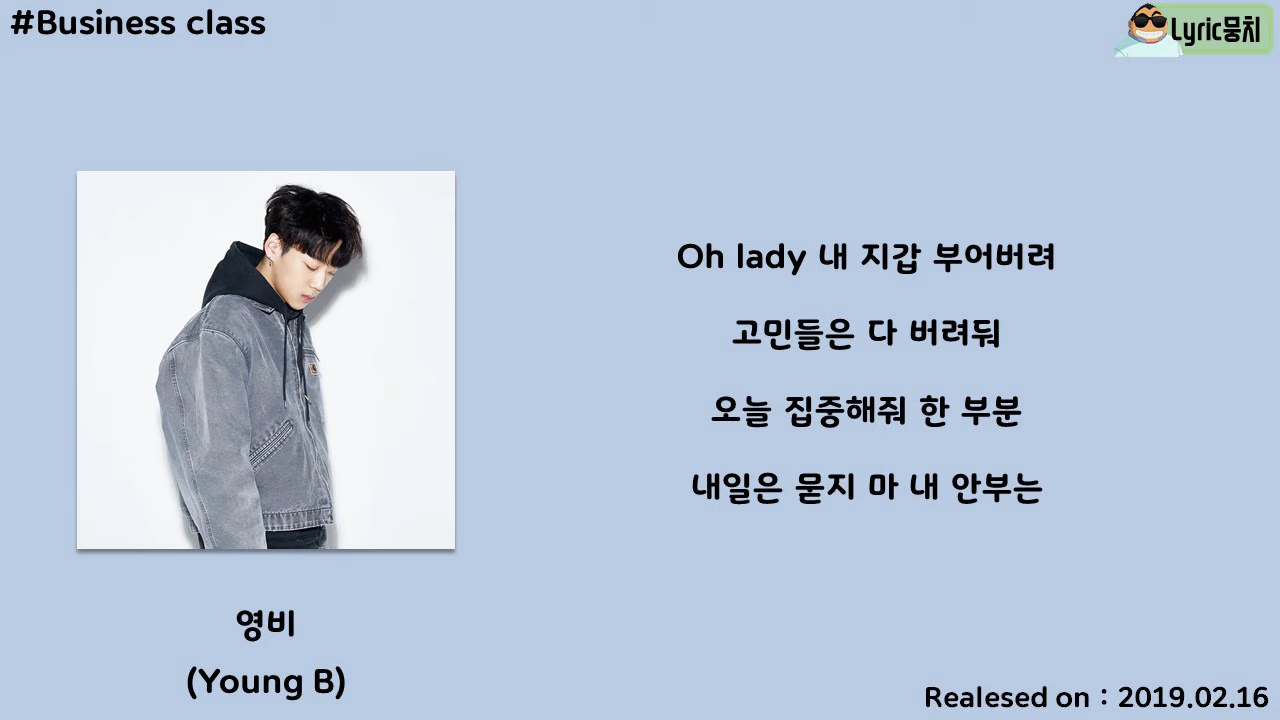 #Business class
Lyric뭉치
Oh lady 내 지갑 부어버려
고민들은 다 버려둬
오늘 집중해줘 한 부분
내일은 묻지 마 내 안부는
영비
(Young B)
Realesed on : 2019.02.16